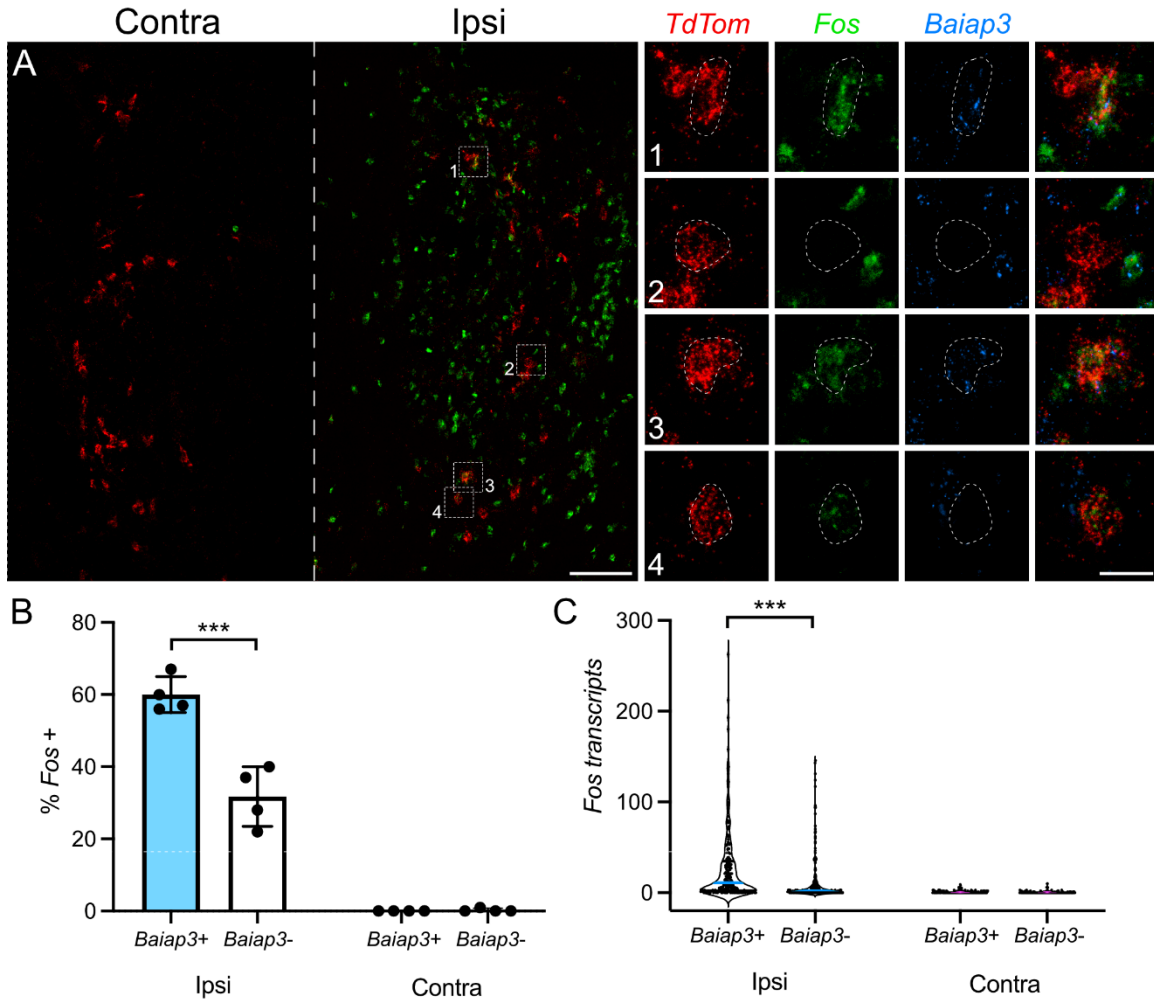 Contra Ipsi TdTom Fos Baiap3
A
1
1
2
2
3
3
4
4
B C
80
60
40
20
0
% Fos +
***
Baiap3+ Baiap3- Baiap3+ Baiap3-
Ipsi Contra
300
200
100
0
Fos transcripts
***
Baiap3+ Baiap3- Baiap3+ Baiap3-
Ipsi Contra